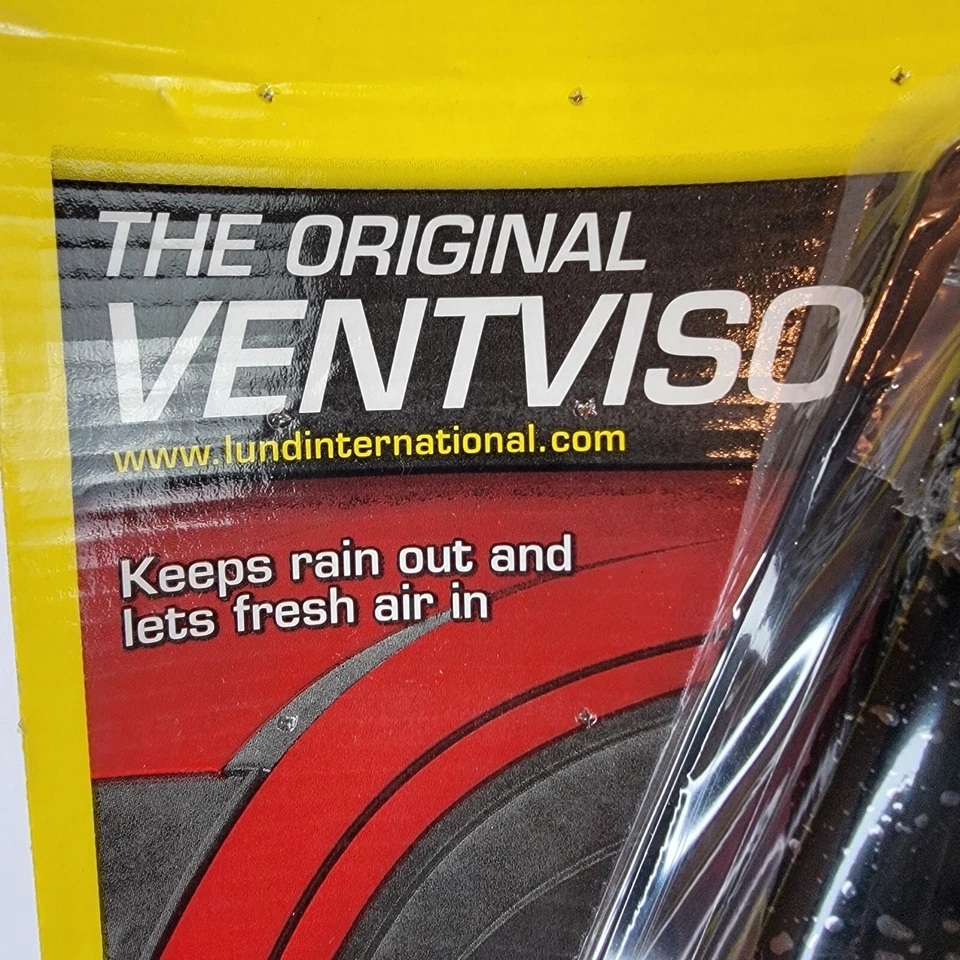 THE ORIGINAL
VENTVISO
www.lundinternational.com
Keeps rain out and
lets fresh air in